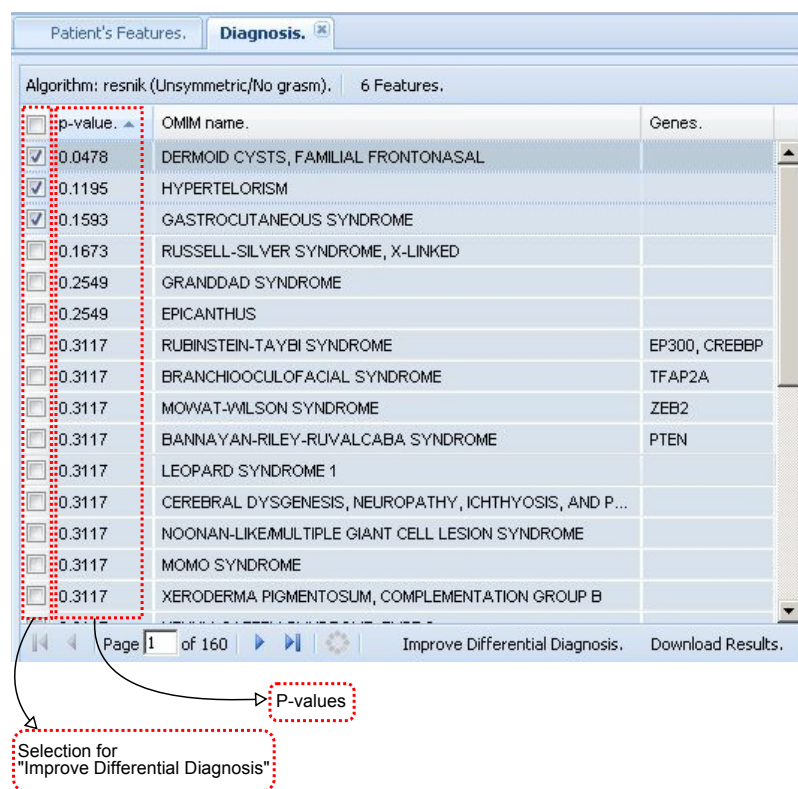 Patient's Features. Diagnosis.
Algorithm: resnik (Unsymmetric/No grasm). 6 Features.
p-value. OMIM name. Genes.
0.0478 DERMOID CYSTS, FAMILIAL FRONTONASAL
0.1195 HYPERTELORISM
0.1593 GASTROCUTANEOUS SYNDROME
0.1673 RUSSELL-SILVER SYNDROME, X-LINKED
0.2549 GRANDDAD SYNDROME
0.2549 EPICANTHUS
0.3117 RUBINSTEIN-TAYBI SYNDROME EP300, CREBBP
0.3117 BRANCHIOOCULOFACIAL SYNDROME TFAP2A
0.3117 MOWAT-WILSON SYNDROME ZEB2
0.3117 BANNAYAN-RILEY-RUVALCABA SYNDROME PTEN
0.3117 LEOPARD SYNDROME 1
0.3117 CEREBRAL DYSGENESIS, NEUROPATHY, ICHTHYOSIS, AND P...
0.3117 NOONAN-LIKE/MULTIPLE GIANT CELL LESION SYNDROME
0.3117 MOMO SYNDROME
0.3117 XERODERMA PIGMENTOSUM, COMPLEMENTATION GROUP B
Page 1 of 160 Improve Differential Diagnosis. Download Results.
P-values
Selection for
"Improve Differential Diagnosis"